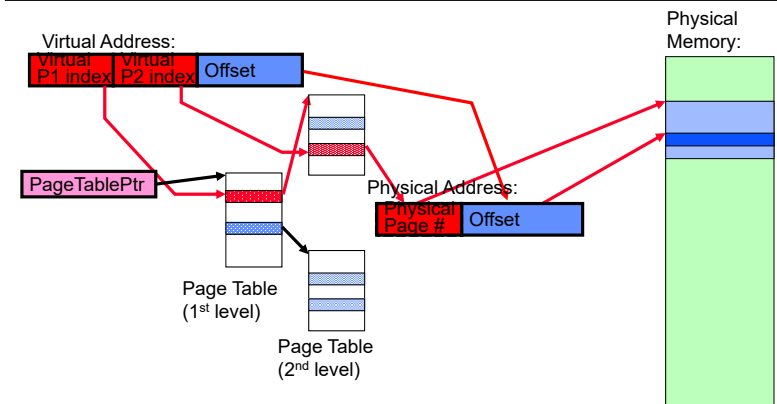 Physical
Memory:
Virtual Address:
Virtual
P1 index
Virtual
P2 index
Offset
PageTablePtr
Physical Address:
Physical
Page #
Offset
Page Table
(1st level)
Page Table
(2nd level)